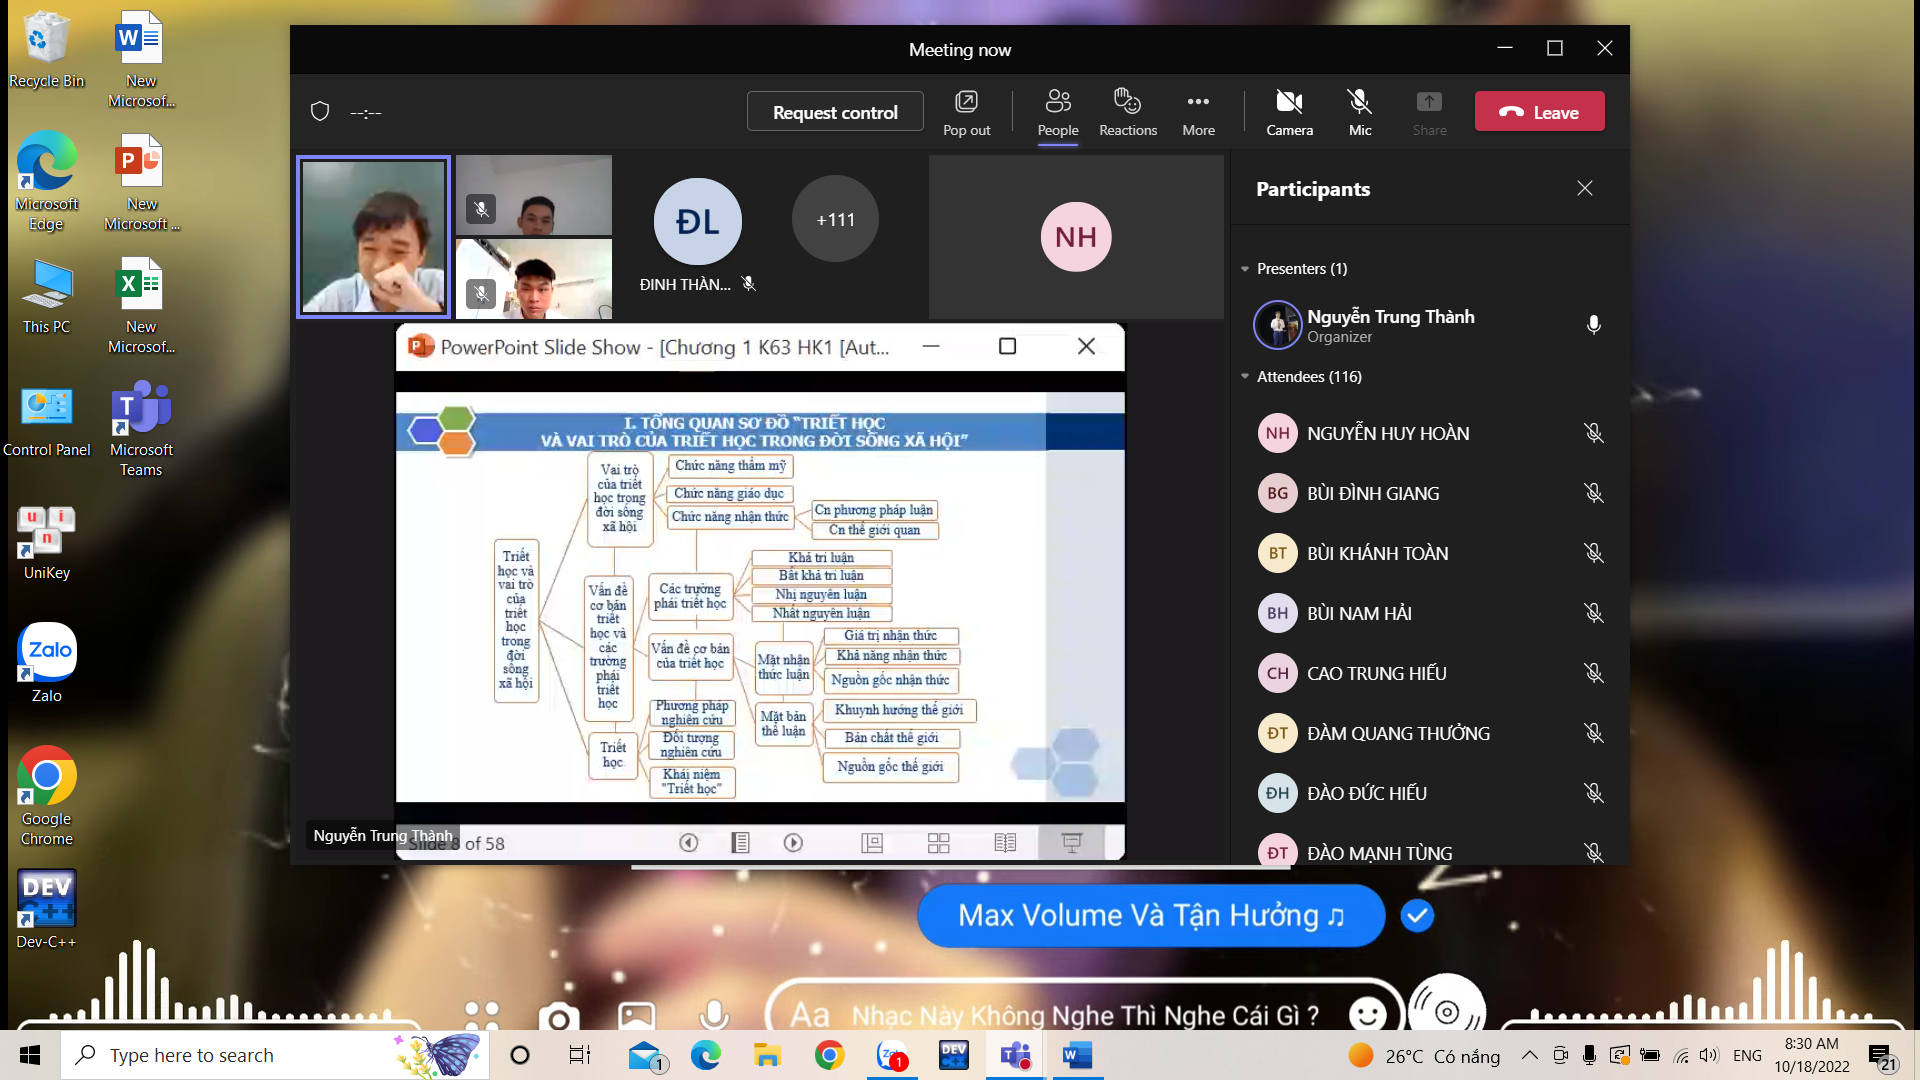 Recycle Bin
New
Microsof...
Microsoft
Edge
New
Microsoft ...
This PC
New
Microsof...
Control Panel
Microsoft
Teams
UniKey
Zalo
Zalo
Google
Chrome
DEV
C++
Dev-C++
Meeting now
--:--
Request control
Pop out
People
Reactions
More
Camera
Mic
Share
Leave
ĐL
ĐINH THÀN...
+111
NH
PowerPoint Slide Show - [Chương 1 K63 HK1 [Aut...
I. TỔNG QUAN SƠ ĐỒ "TRIẾT HỌC
VÀ VAI TRÒ CỦA TRIẾT HỌC TRONG ĐỜI SỐNG XÃ HỘI"
Triết
học và
vai trò
của
triết
học
trong
đời
sống
xã hội
Vai trò
của triết
học trong
đời sống
xã hội
Chức năng thẩm mỹ
Chức năng giáo dục
Chức năng nhận thức
Cn phương pháp luận
Cn thế giới quan
Vấn đề
cơ bản
triết
học và
các
trường
phái
triết
học
Các trường
phái triết học
Khả tri luận
Bất khả tri luận
Nhị nguyên luận
Nhất nguyên luận
Vấn đề cơ bản
của triết học
Mặt nhận
thức luận
Giá trị nhận thức
Khả năng nhận thức
Nguồn gốc nhận thức
Mặt bản
thể luận
Khuynh hướng thế giới
Bản chất thế giới
Nguồn gốc thế giới
Triết
học
Phương pháp
nghiên cứu
Đối tượng
nghiên cứu
Khái niệm
"Triết học"
Nguyễn Trung Thành
Slide 8 of 58
Participants
Presenters (1)
Nguyễn Trung Thành
Organizer
Attendees (116)
NH NGUYỄN HUY HOÀN
BG BÙI ĐÌNH GIANG
BT BÙI KHÁNH TOÀN
BH BÙI NAM HẢI
CH CAO TRUNG HIẾU
ĐT ĐÀM QUANG THƯỞNG
ĐH ĐÀO ĐỨC HIẾU
ĐT ĐÀO MẠNH TÙNG
Max Volume Và Tận Hưởng ♫
Aa Nhạc Này Không Nghe Thì Nghe Cái Gì ?
Type here to search
1
1
DEV
C++
26°C Có nắng
ENG
8:30 AM
10/18/2022
21